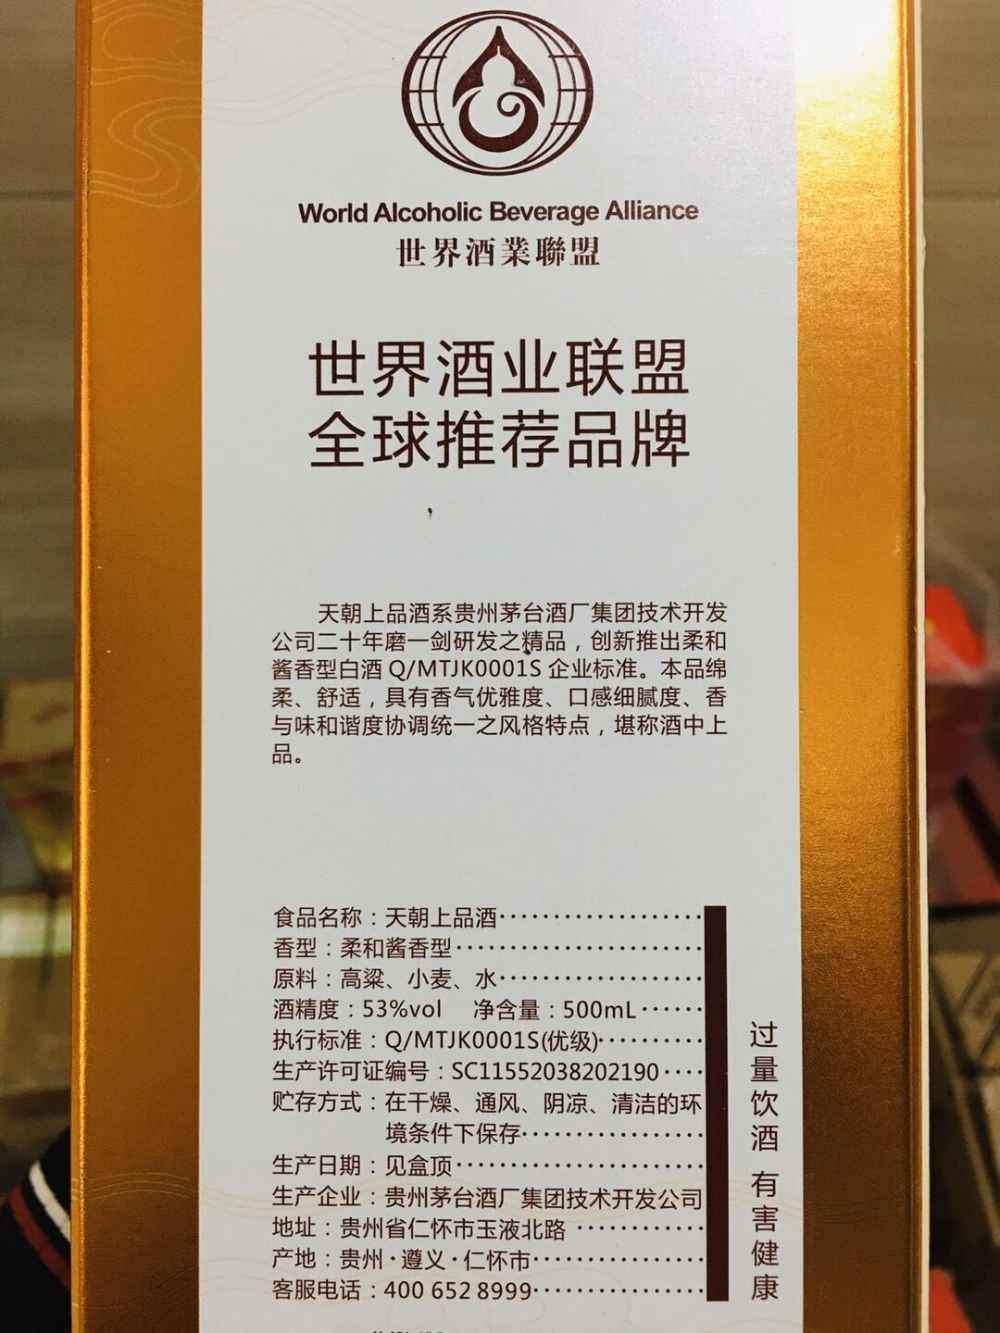 World Alcoholic Beverage Alliance
世界酒業聯盟
世界酒业联盟
全球推荐品牌
天朝上品酒系贵州茅台酒厂集团技术开发
公司二十年磨一剑研发之精品，创新推出柔和
酱香型白酒 Q/MTJK0001S 企业标准。本品绵
柔、舒适，具有香气优雅度、口感细腻度、香
与味和谐度协调统一之风格特点，堪称酒中上
品。
食品名称：天朝上品酒
香型：柔和酱香型
原料：高粱、小麦、水
酒精度：53%vol 净含量：500mL
执行标准：Q/MTJK0001S(优级)
生产许可证编号：SC11552038202190
贮存方式：在干燥、通风、阴凉、清洁的环
境条件下保存
生产日期：见盒顶
生产企业：贵州茅台酒厂集团技术开发公司
地址：贵州省仁怀市玉液北路
产地：贵州·遵义·仁怀市
客服电话：400 652 8999
过量饮酒 有害健康